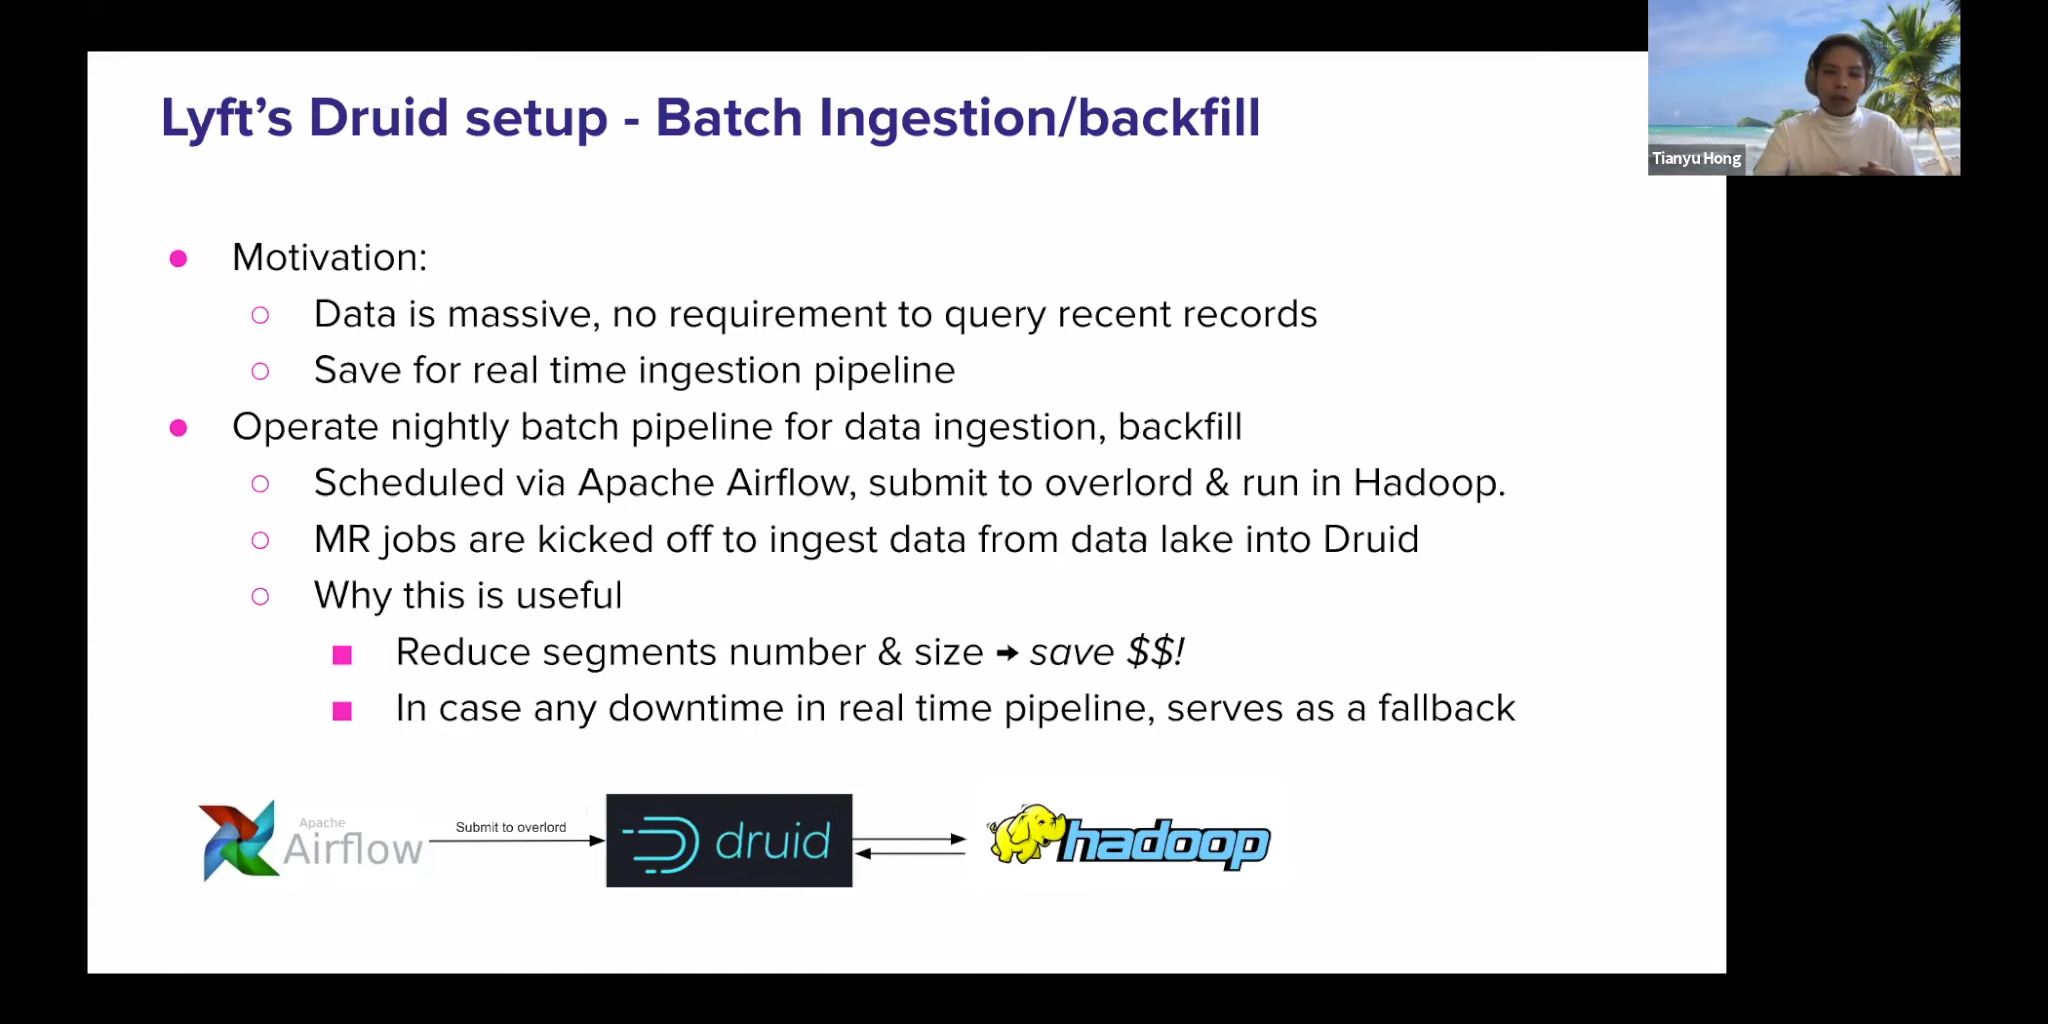 Lyft's Druid setup - Batch Ingestion/backfill
Tianyu Hong
Motivation:
Data is massive, no requirement to query recent records
Save for real time ingestion pipeline
Operate nightly batch pipeline for data ingestion, backfill
Scheduled via Apache Airflow, submit to overlord & run in Hadoop.
MR jobs are kicked off to ingest data from data lake into Druid
Why this is useful
Reduce segments number & size → save $$!
In case any downtime in real time pipeline, serves as a fallback
Apache
Airflow
Submit to overlord
druid
hadoop